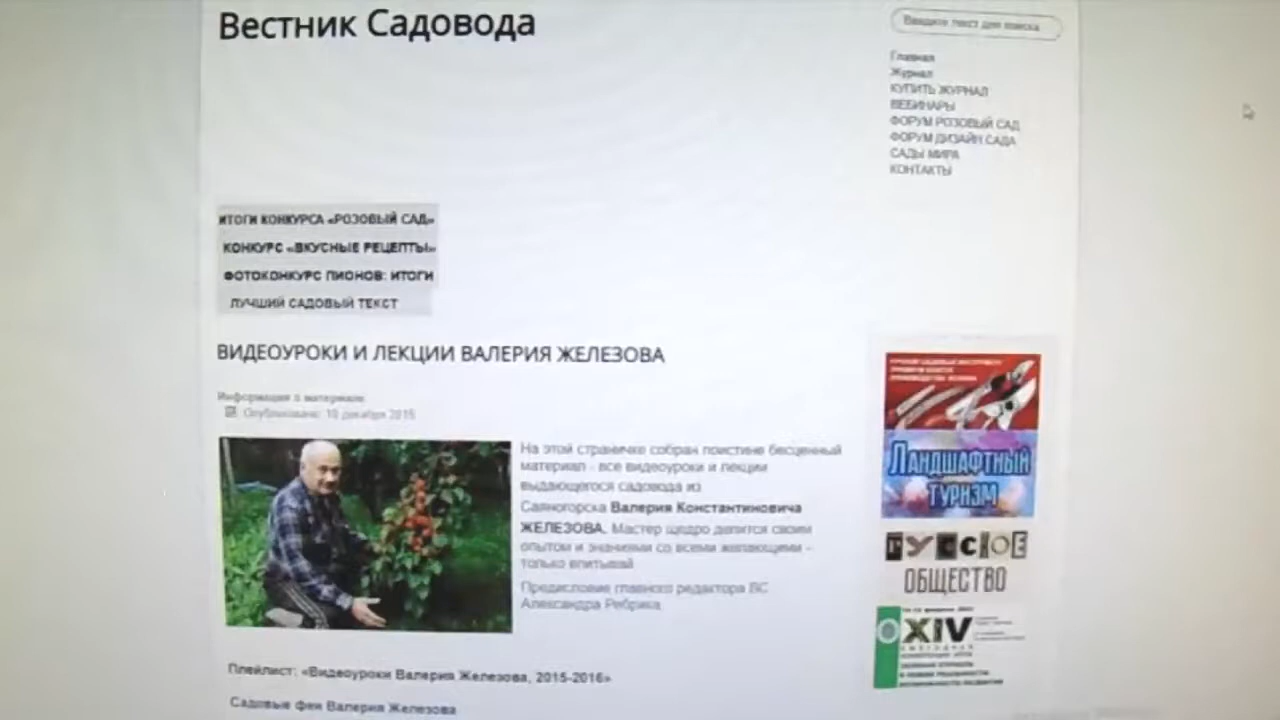 Вестник Садовода
Введите текст для поиска
Главная
Журнал
КУПИТЬ ЖУРНАЛ
ВЕБИНАРЫ
ФОРУМ РОЗОВЫЙ САД
ФОРУМ ДИЗАЙН САДА
САДЫ МИРА
КОНТАКТЫ
ИТОГИ КОНКУРСА «РОЗОВЫЙ САД»
КОНКУРС «ВКУСНЫЕ РЕЦЕПТЫ»
ФОТОКОНКУРС ПИОНОВ: ИТОГИ
ЛУЧШИЙ САДОВЫЙ ТЕКСТ
ВИДЕОУРОКИ И ЛЕКЦИИ ВАЛЕРИЯ ЖЕЛЕЗОВА
Информация о материале
Опубликовано: 10 декабря 2015
На этой страничке собран поистине бесценный
материал - все видеоуроки и лекции
выдающегося садовода из
Саяногорска Валерия Константиновича
ЖЕЛЕЗОВА. Мастер щедро делится своим
опытом и знаниями со всеми желающими -
только впитывай
Предисловие главного редактора ВС
Александра Ребрика
Плейлист: «Видеоуроки Валерия Железова, 2015-2016»
Садовые феи Валерия Железова
ЛАНДШАФТНЫЙ
ТУРИЗМ
РУССКОЕ
ОБЩЕСТВО
XIV